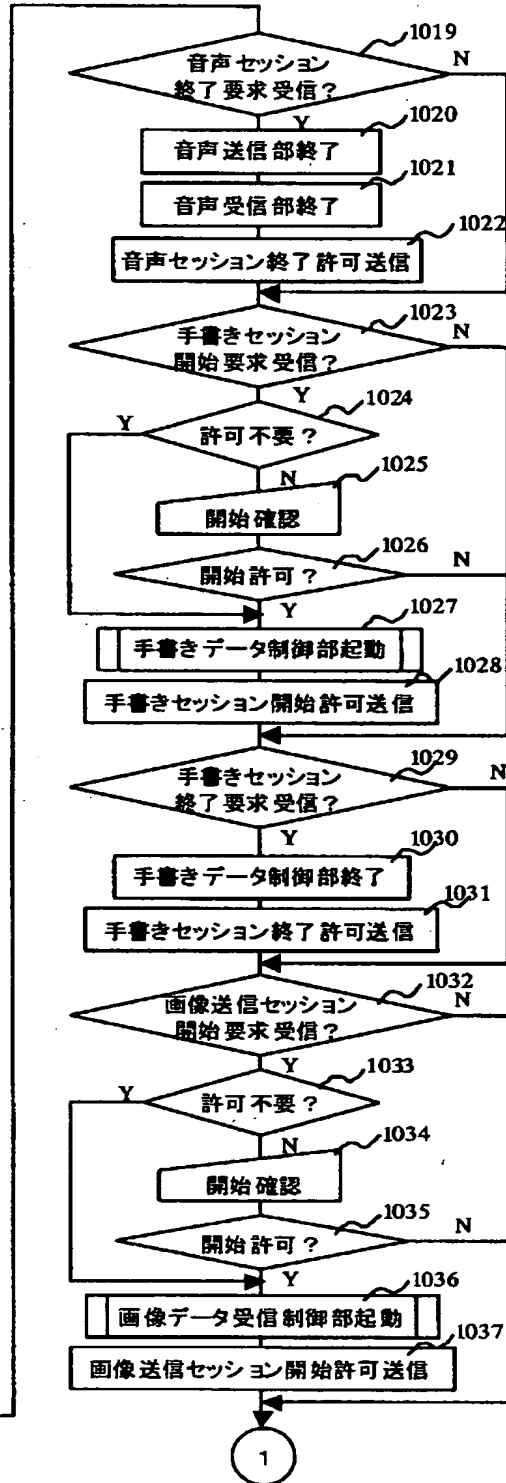 1019
音声セッション
終了要求受信？
N
Y
1020
音声送信部終了
1021
音声受信部終了
1022
音声セッション終了許可送信
1023
手書きセッション
開始要求受信？
N
Y
1024
許可不要？
Y
N
1025
開始確認
1026
開始許可？
N
Y
1027
手書きデータ制御部起動
1028
手書きセッション開始許可送信
1029
手書きセッション
終了要求受信？
N
Y
1030
手書きデータ制御部終了
1031
手書きセッション終了許可送信
1032
画像送信セッション
開始要求受信？
N
Y
1033
許可不要？
Y
N
1034
開始確認
1035
開始許可？
N
Y
1036
画像データ受信制御部起動
1037
画像送信セッション開始許可送信
1